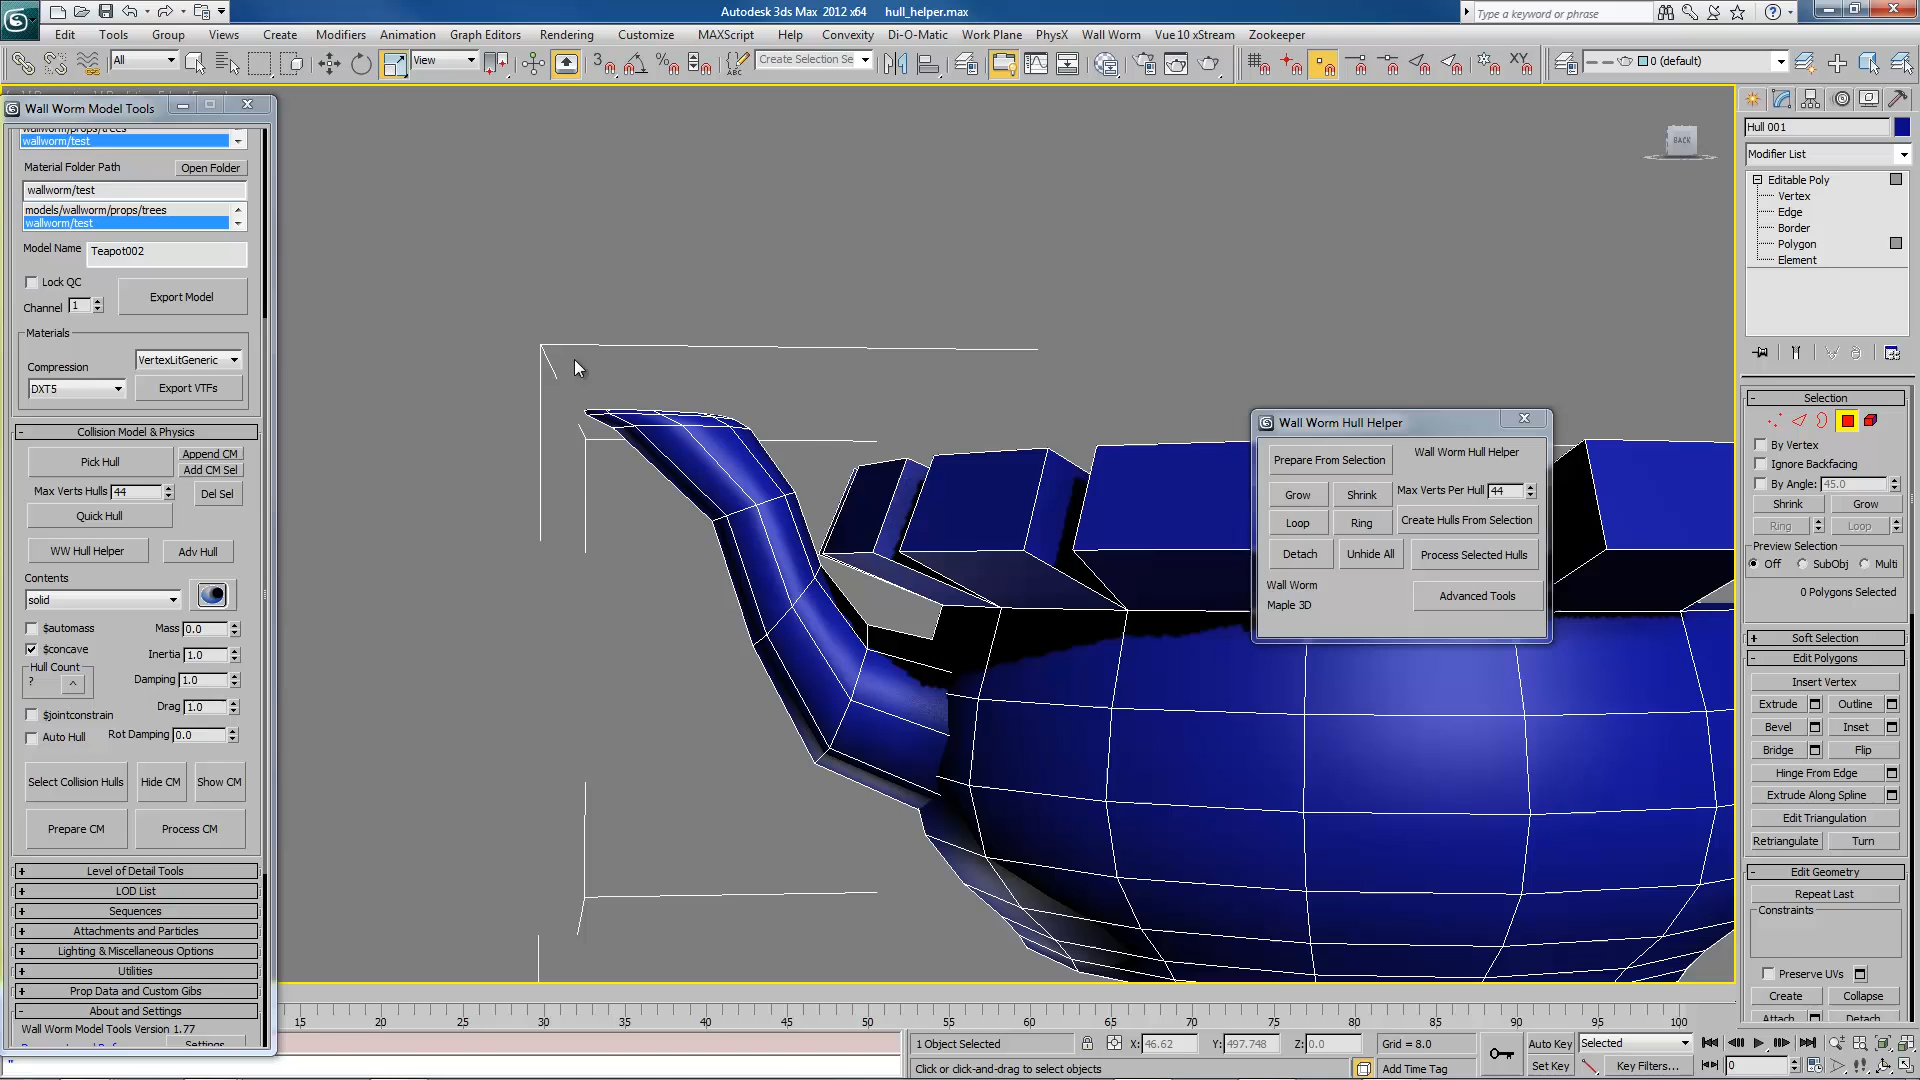 Autodesk 3ds Max 2012 x64 hull_helper.max
Type a keyword or phrase
Edit Tools Group Views Create Modifiers Animation Graph Editors Rendering Customize MAXScript Help Convexity Di-O-Matic Work Plane PhysX Wall Worm Vue 10 xStream Zookeeper
All View Create Selection Se 0 (default)
Wall Worm Model Tools
wallworm/props/trees
wallworm/test
Material Folder Path Open Folder
wallworm/test
models/wallworm/props/trees
wallworm/test
Model Name Teapot002
Lock QC
Channel 1 Export Model
Materials
Compression VertexLitGeneric
DXT5 Export VTFs
Collision Model & Physics
Pick Hull Append CM
Add CM Sel
Max Verts Hulls 44 Del Sel
Quick Hull
WW Hull Helper Adv Hull
Contents
solid
$automass Mass 0.0
$concave Inertia 1.0
Hull Count
? ^ Damping 1.0
Drag 1.0
$jointconstrain
Auto Hull Rot Damping 0.0
Select Collision Hulls Hide CM Show CM
Prepare CM Process CM
Level of Detail Tools
LOD List
Sequences
Attachments and Particles
Lighting & Miscellaneous Options
Utilities
Prop Data and Custom Gibs
About and Settings
Wall Worm Model Tools Version 1.77
Settings
BACK
Wall Worm Hull Helper
Prepare From Selection Wall Worm Hull Helper
Grow Shrink Max Verts Per Hull 44
Loop Ring Create Hulls From Selection
Detach Unhide All Process Selected Hulls
Wall Worm
Maple 3D Advanced Tools
Hull 001
Modifier List
Editable Poly
Vertex
Edge
Border
Polygon
Element
Selection
By Vertex
Ignore Backfacing
By Angle: 45.0
Shrink Grow
Ring Loop
Preview Selection
Off SubObj Multi
0 Polygons Selected
Soft Selection
Edit Polygons
Insert Vertex
Extrude Outline
Bevel Inset
Bridge Flip
Hinge From Edge
Extrude Along Spline
Edit Triangulation
Retriangulate Turn
Edit Geometry
Repeat Last
Constraints
Preserve UVs
Create Collapse
Attach Detach
15 20 25 30 35 40 45 50 55 60 65 70 75 80 85 90 95 100
1 Object Selected X: 46.62 Y: 497.748 Z: 0.0 Grid = 8.0 Auto Key Selected
Click or click-and-drag to select objects Add Time Tag Set Key Key Filters... 0